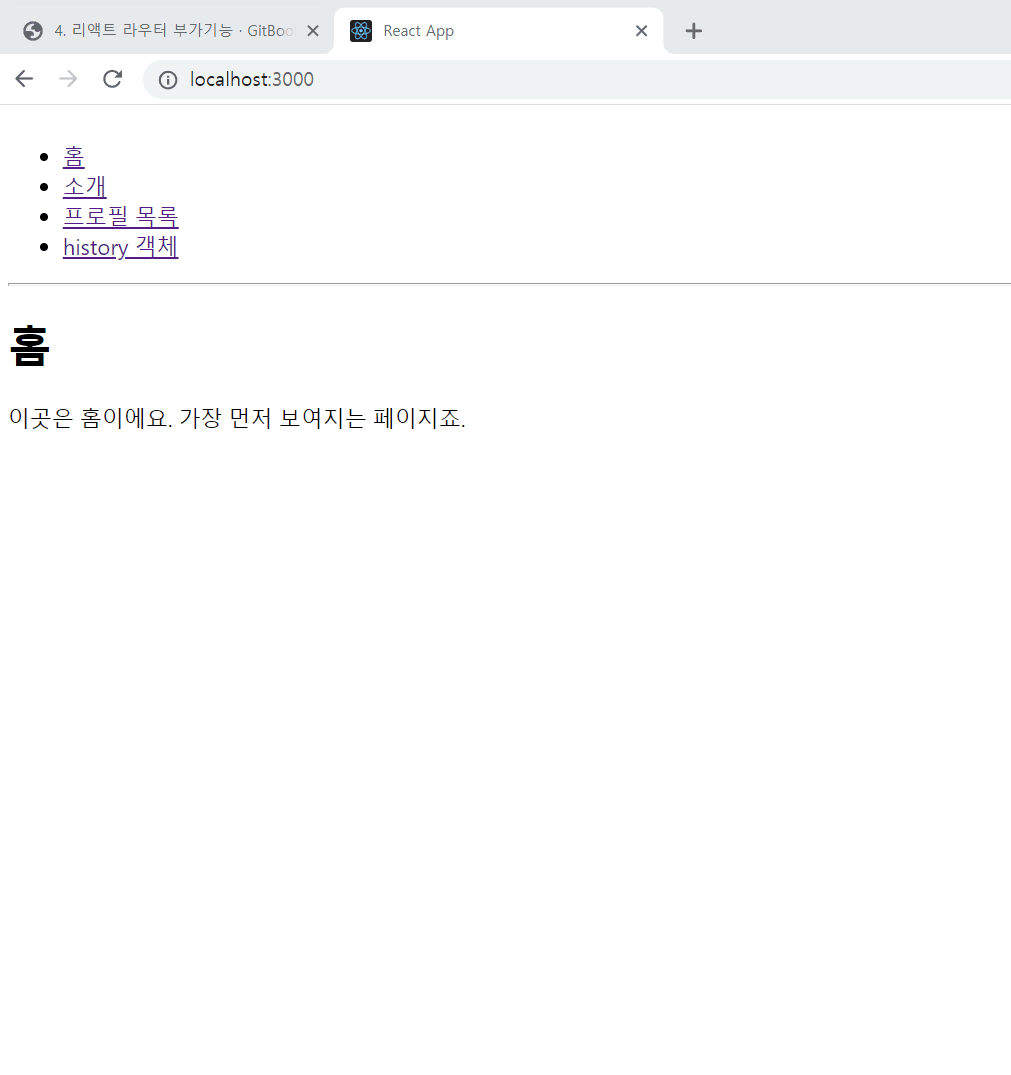 4. 리액트 라우터 부가기능 · GitBoo
React App
localhost:3000
홈
소개
프로필 목록
history 객체
홈
이곳은 홈이에요. 가장 먼저 보여지는 페이지죠.